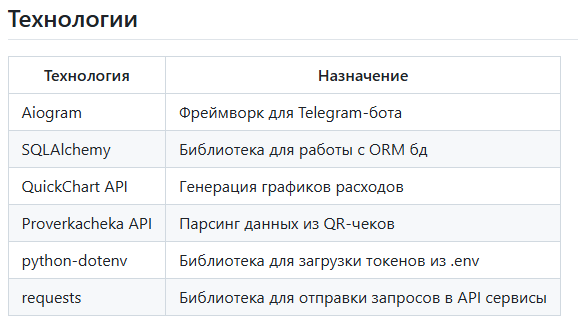 Технологии
Технология Назначение
Aiogram Фреймворк для Telegram-бота
SQLAlchemy Библиотека для работы с ORM бд
QuickChart API Генерация графиков расходов
Proverkacheka API Парсинг данных из QR-чеков
python-dotenv Библиотека для загрузки токенов из .env
requests Библиотека для отправки запросов в API сервисы